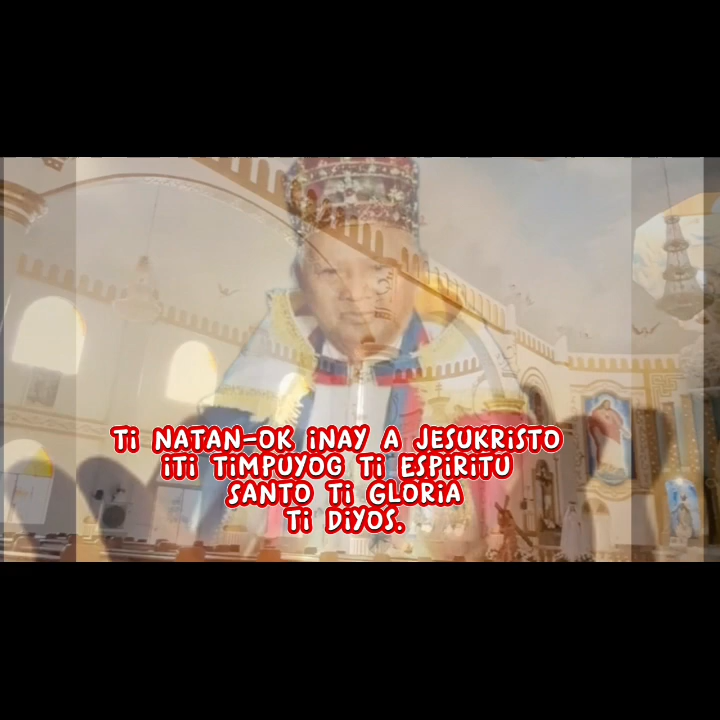 Ti NATAN-OK iNAY A JESUKRiSTO
iTi TiMPUYOG Ti ESPiRiTU
SANTO Ti GLORiA
Ti DiYOS.